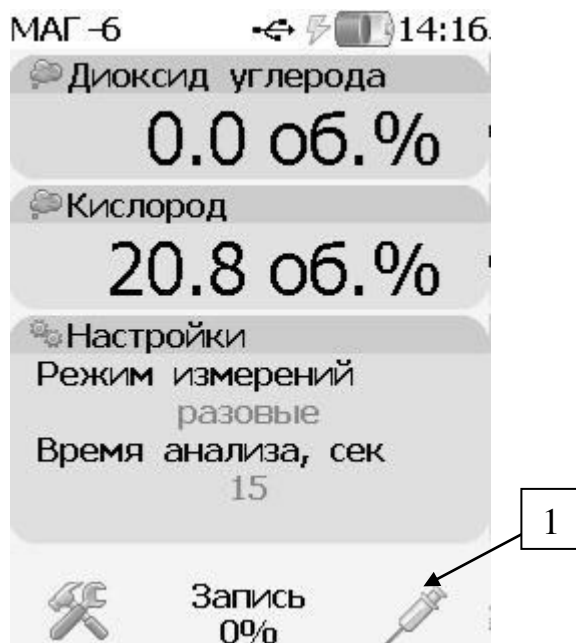 МАГ-6 14:16
Диоксид углерода
0.0 об.%
Кислород
20.8 об.%
Настройки
Режим измерений
разовые
Время анализа, сек
15
1
Запись
0%